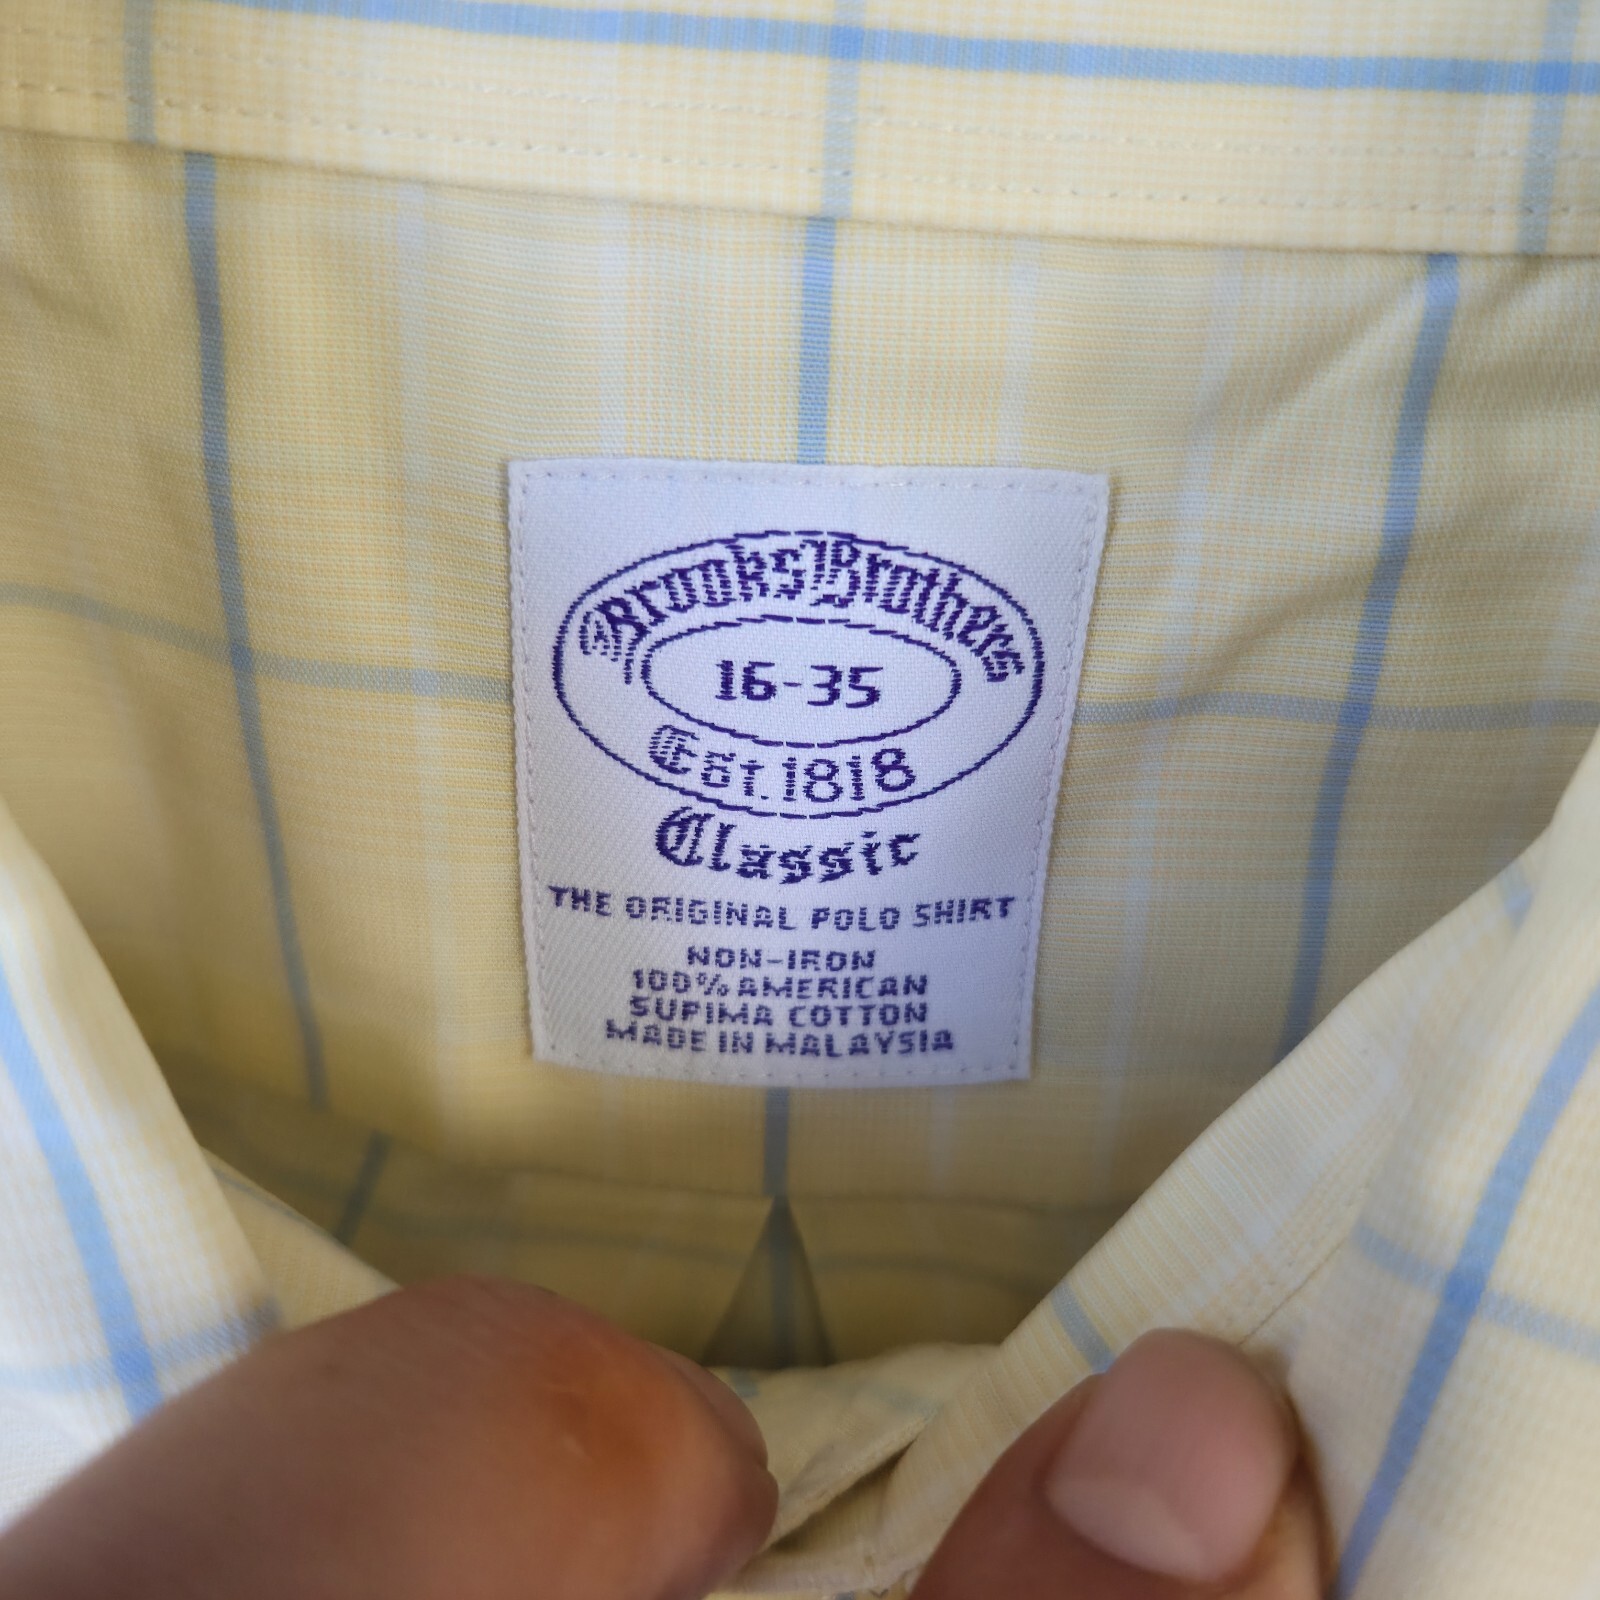 Brooks Brothers
16-35
Est. 1818
Classic
THE ORIGINAL POLO SHIRT
NON-IRON
100% AMERICAN
SUPIMA COTTON
MADE IN MALAYSIA